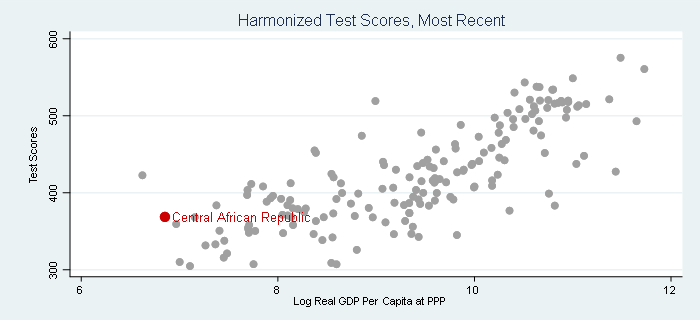 Harmonized Test Scores, Most Recent
600
500
400
300
Test Scores
Central African Republic
6
8
10
12
Log Real GDP Per Capita at PPP